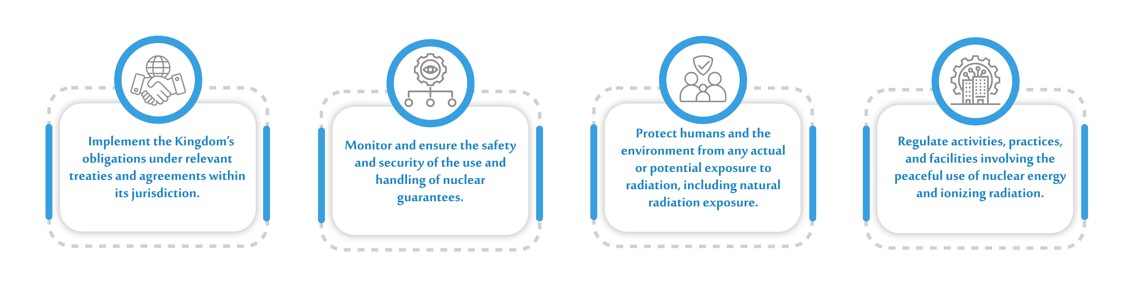 Implement the Kingdom's
obligations under relevant
treaties and agreements within
its jurisdiction.
Monitor and ensure the safety
and security of the use and
handling of nuclear
guarantees.
Protect humans and the
environment from any actual
or potential exposure to
radiation, including natural
radiation exposure.
Regulate activities, practices,
and facilities involving the
peaceful use of nuclear energy
and ionizing radiation.